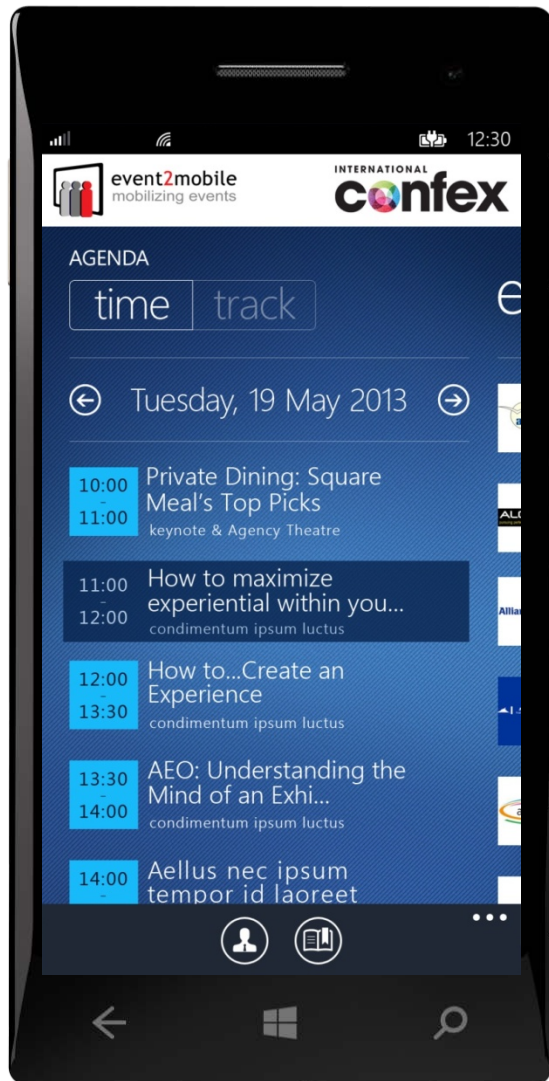 12:30
event2mobile
mobilizing events
INTERNATIONAL
confex
AGENDA
time track
Tuesday, 19 May 2013
10:00
–
11:00
Private Dining: Square
Meal's Top Picks
keynote & Agency Theatre
11:00
–
12:00
How to maximize
experiential within you...
condimentum ipsum luctus
12:00
–
13:30
How to...Create an
Experience
condimentum ipsum luctus
13:30
–
14:00
AEO: Understanding the
Mind of an Exhi...
condimentum ipsum luctus
14:00
–
Aellus nec ipsum
tempor id laoreet
e
ALC
Allia